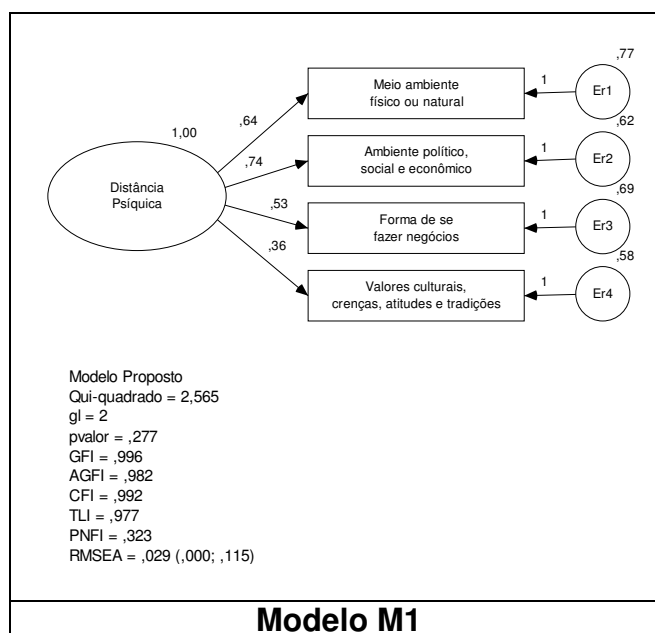 ,77
Meio ambiente
físico ou natural
1
Er1
,64
1,00
,62
Ambiente político,
social e econômico
1
Er2
,74
Distância
Psíquica
,69
,53
Forma de se
fazer negócios
1
Er3
,36
,58
Valores culturais,
crenças, atitudes e tradições
1
Er4
Modelo Proposto
Qui-quadrado = 2,565
gl = 2
pvalor = ,277
GFI = ,996
AGFI = ,982
CFI = ,992
TLI = ,977
PNFI = ,323
RMSEA = ,029 (,000; ,115)
Modelo M1